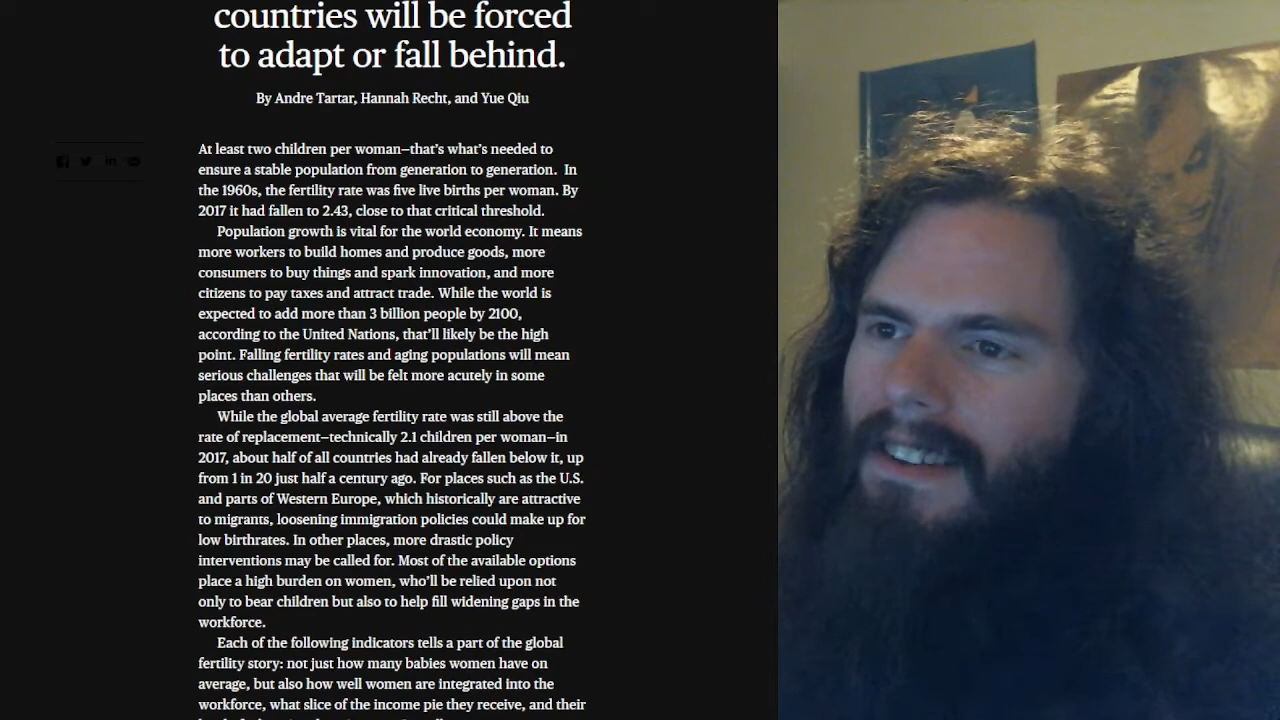 countries will be forced
to adapt or fall behind.
By Andre Tartar, Hannah Recht, and Yue Qiu
At least two children per woman—that's what's needed to
ensure a stable population from generation to generation. In
the 1960s, the fertility rate was five live births per woman. By
2017 it had fallen to 2.43, close to that critical threshold.
Population growth is vital for the world economy. It means
more workers to build homes and produce goods, more
consumers to buy things and spark innovation, and more
citizens to pay taxes and attract trade. While the world is
expected to add more than 3 billion people by 2100,
according to the United Nations, that'll likely be the high
point. Falling fertility rates and aging populations will mean
serious challenges that will be felt more acutely in some
places than others.
While the global average fertility rate was still above the
rate of replacement—technically 2.1 children per woman—in
2017, about half of all countries had already fallen below it, up
from 1 in 20 just half a century ago. For places such as the U.S.
and parts of Western Europe, which historically are attractive
to migrants, loosening immigration policies could make up for
low birthrates. In other places, more drastic policy
interventions may be called for. Most of the available options
place a high burden on women, who'll be relied upon not
only to bear children but also to help fill widening gaps in the
workforce.
Each of the following indicators tells a part of the global
fertility story: not just how many babies women have on
average, but also how well women are integrated into the
workforce, what slice of the income pie they receive, and their